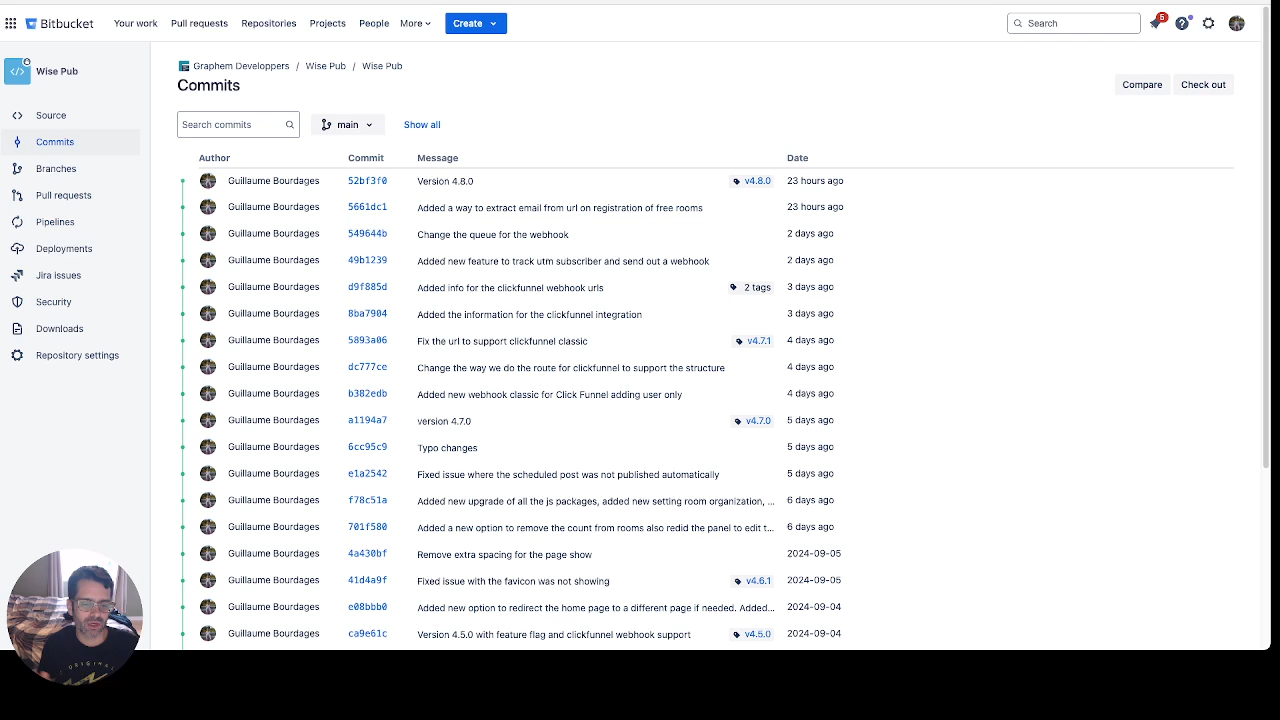 Bitbucket Your work Pull requests Repositories Projects People More Create Search 5
Wise Pub
Source
Commits
Branches
Pull requests
Pipelines
Deployments
Jira issues
Security
Downloads
Repository settings
Graphem Developpers / Wise Pub / Wise Pub
Commits
Compare Check out
Search commits main Show all
Author Commit Message Date
Guillaume Bourdages 52bf3f0 Version 4.8.0 v4.8.0 23 hours ago
Guillaume Bourdages 5661dc1 Added a way to extract email from url on registration of free rooms 23 hours ago
Guillaume Bourdages 549644b Change the queue for the webhook 2 days ago
Guillaume Bourdages 49b1239 Added new feature to track utm subscriber and send out a webhook 2 days ago
Guillaume Bourdages d9f885d Added info for the clickfunnel webhook urls 2 tags 3 days ago
Guillaume Bourdages 8ba7904 Added the information for the clickfunnel integration 3 days ago
Guillaume Bourdages 5893a06 Fix the url to support clickfunnel classic v4.7.1 4 days ago
Guillaume Bourdages dc777ce Change the way we do the route for clickfunnel to support the structure 4 days ago
Guillaume Bourdages b382edb Added new webhook classic for Click Funnel adding user only 4 days ago
Guillaume Bourdages a1194a7 version 4.7.0 v4.7.0 5 days ago
Guillaume Bourdages 6cc95c9 Typo changes 5 days ago
Guillaume Bourdages e1a2542 Fixed issue where the scheduled post was not published automatically 5 days ago
Guillaume Bourdages f78c51a Added new upgrade of all the js packages, added new setting room organization, ... 6 days ago
Guillaume Bourdages 701f580 Added a new option to remove the count from rooms also redid the panel to edit t... 6 days ago
Guillaume Bourdages 4a430bf Remove extra spacing for the page show 2024-09-05
Guillaume Bourdages 41d4a9f Fixed issue with the favicon was not showing v4.6.1 2024-09-05
Guillaume Bourdages e08bbb0 Added new option to redirect the home page to a different page if needed. Added... 2024-09-04
Guillaume Bourdages ca9e61c Version 4.5.0 with feature flag and clickfunnel webhook support v4.5.0 2024-09-04
ORIGINAL